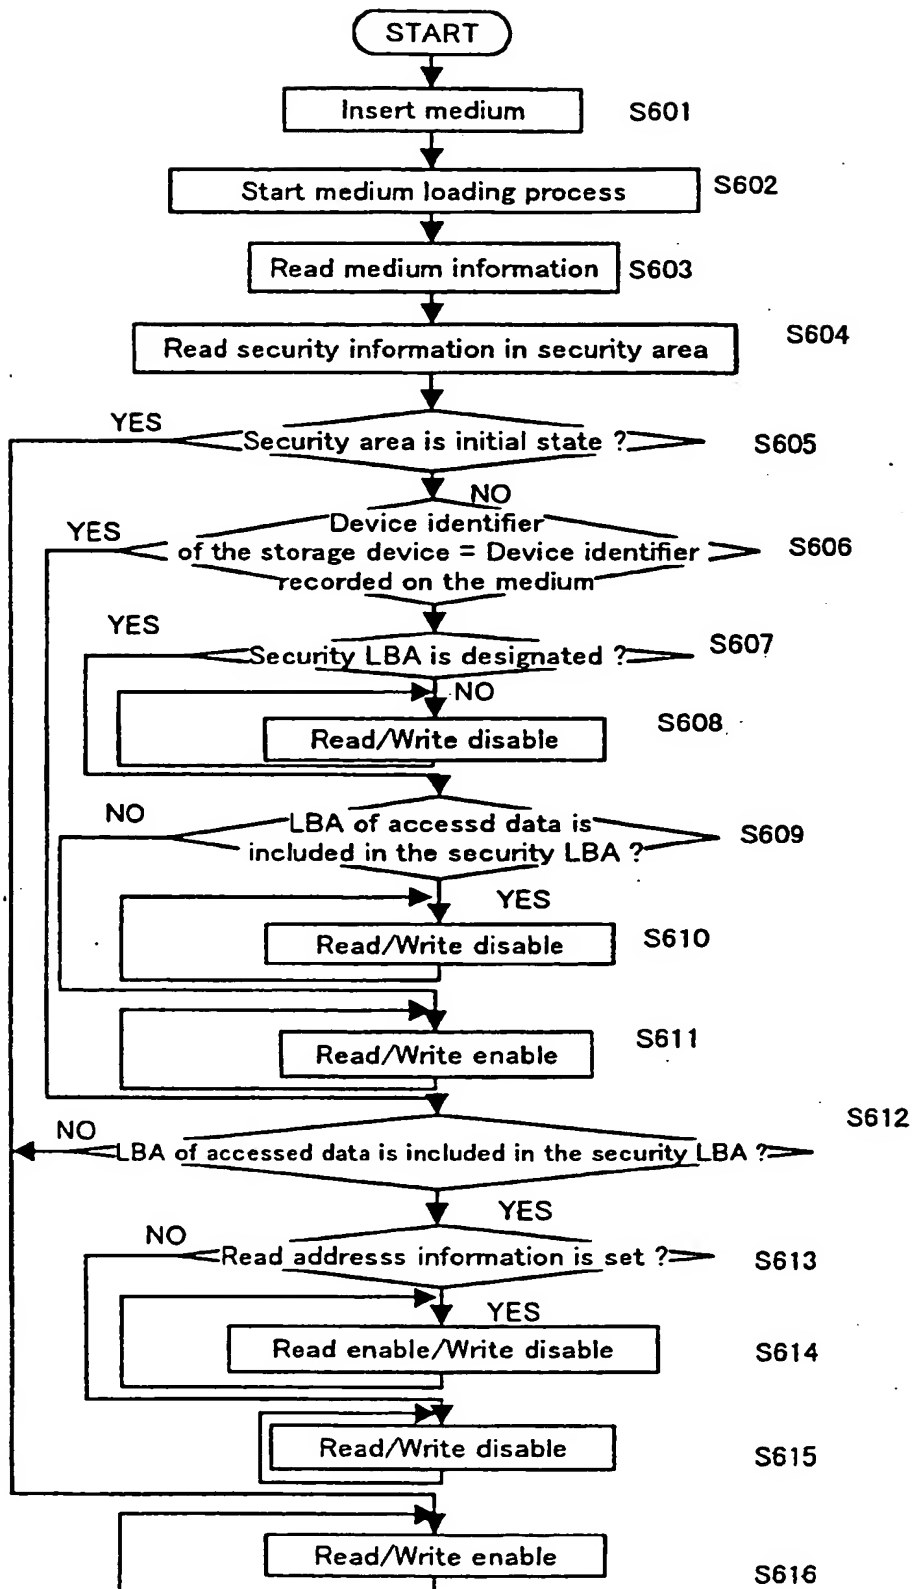 START
Insert medium S601
Start medium loading process S602
Read medium information S603
Read security information in security area S604
YES
Security area is initial state ? S605
NO
YES
Device identifier
of the storage device = Device identifier S606
recorded on the medium
YES
Security LBA is designated ? S607
NO
Read/Write disable S608
NO
LBA of accessd data is
included in the security LBA ? S609
YES
Read/Write disable S610
Read/Write enable S611
S612
NO
LBA of accessed data is included in the security LBA ?
YES
NO
Read addresss information is set ? S613
YES
Read enable/Write disable S614
Read/Write disable S615
Read/Write enable S616